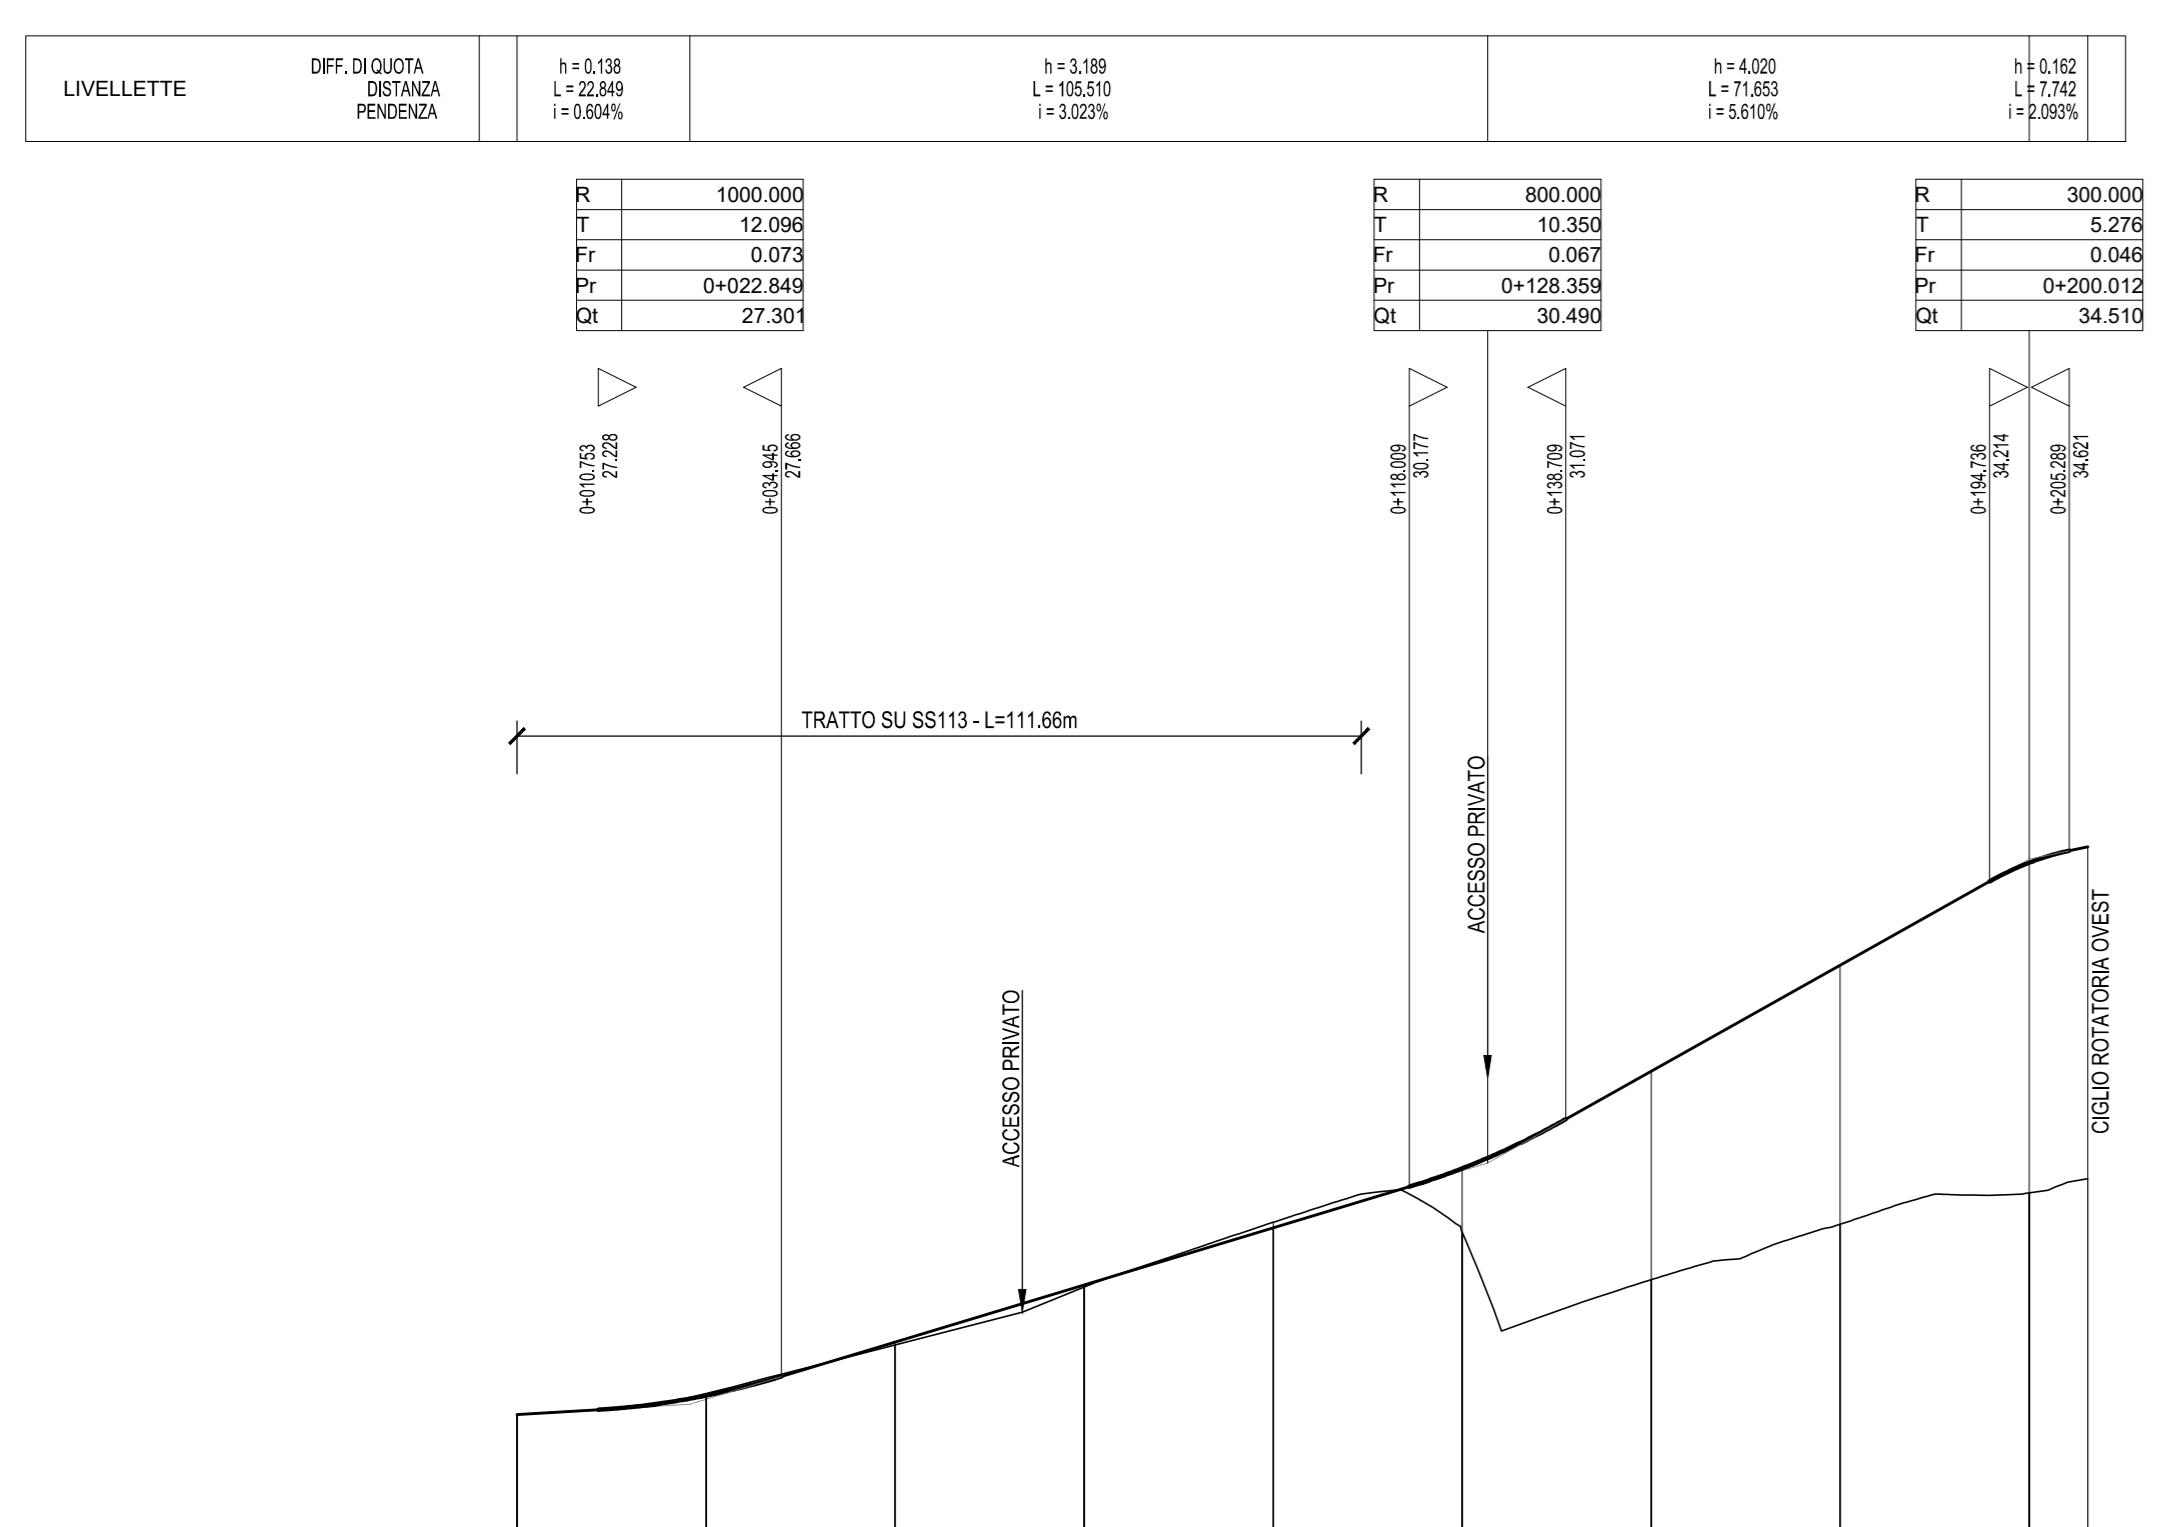 LIVELLETTE
DIFF. DI QUOTA
DISTANZA
PENDENZA
h = 0.138
L = 22.849
i = 0.604%
h = 3.189
L = 105.510
i = 3.023%
h = 4.020
L = 71.653
i = 5.610%
h = 0.162
L = 7.742
i = 2.093%
R 1000.000
T 12.096
Fr 0.073
Pr 0+022.849
Qt 27.301
R 800.000
T 10.350
Fr 0.067
Pr 0+128.359
Qt 30.490
R 300.000
T 5.276
Fr 0.046
Pr 0+200.012
Qt 34.510
0+010.753
27.228
0+034.945
27.666
0+118.009
30.177
0+138.709
31.071
0+194.736
34.214
0+205.289
34.621
TRATTO SU SS113 - L=111.66m
ACCESSO PRIVATO
ACCESSO PRIVATO
CIGLIO ROTATORIA OVEST